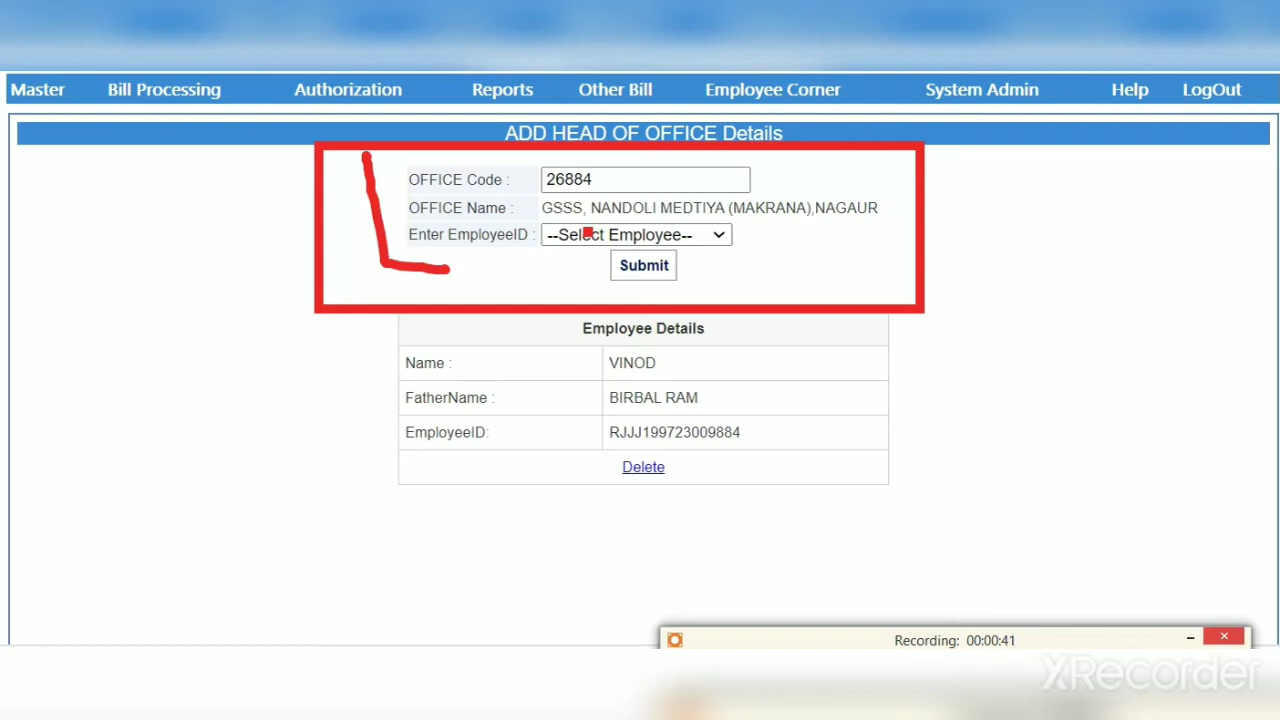 Master Bill Processing Authorization Reports Other Bill Employee Corner System Admin Help LogOut
ADD HEAD OF OFFICE Details
OFFICE Code : 26884
OFFICE Name : GSSS, NANDOLI MEDTIYA (MAKRANA),NAGAUR
Enter EmployeeID : --Select Employee--
Submit
Employee Details
Name : VINOD
FatherName : BIRBAL RAM
EmployeeID: RJJJ199723009884
Delete
Recording: 00:00:41
XRecorder